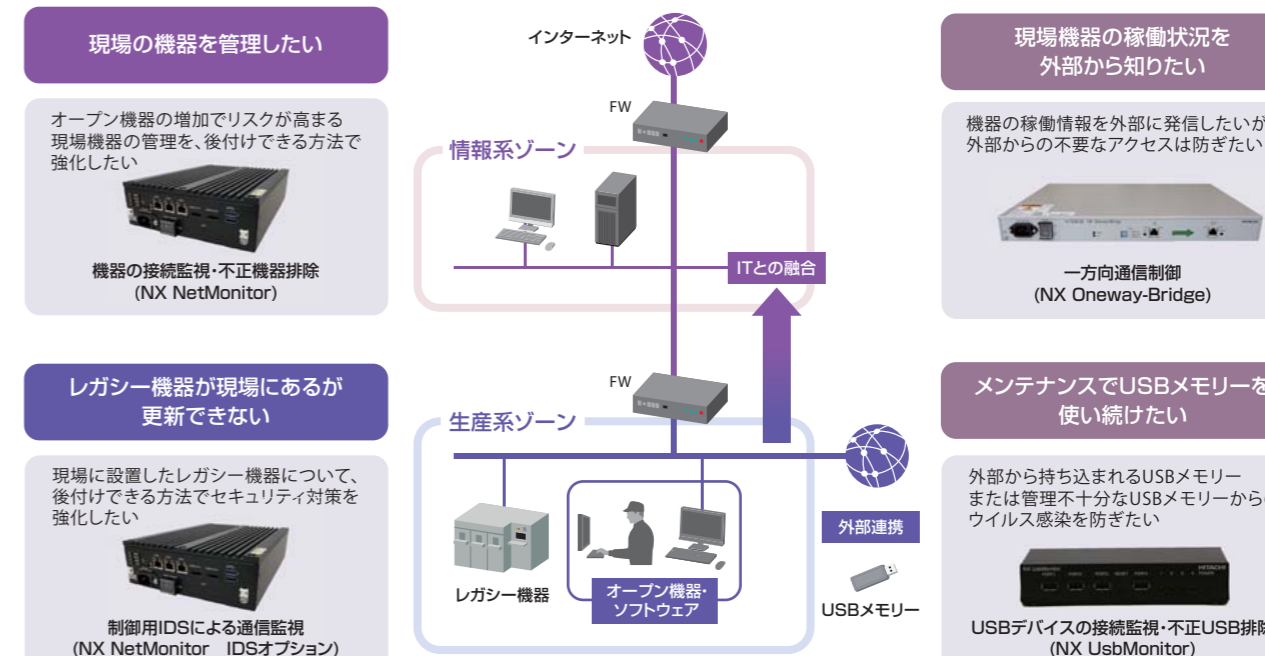 現場の機器を管理したい
オープン機器の増加でリスクが高まる
現場機器の管理を、後付けできる方法で
強化したい
機器の接続監視・不正機器排除
(NX NetMonitor)
レガシー機器が現場にあるが
更新できない
現場に設置したレガシー機器について、
後付けできる方法でセキュリティ対策を
強化したい
制御用IDSによる通信監視
(NX NetMonitor IDSオプション)
インターネット
FW
情報系ゾーン
ITとの融合
FW
生産系ゾーン
外部連携
レガシー機器
オープン機器・
ソフトウェア
USBメモリー
現場機器の稼働状況を
外部から知りたい
機器の稼働情報を外部に発信したいが
外部からの不要なアクセスは防ぎたい
一方向通信制御
(NX Oneway-Bridge)
メンテナンスでUSBメモリーを
使い続けたい
外部から持ち込まれるUSBメモリー
または管理不十分なUSBメモリーから
ウイルス感染を防ぎたい
HITACHI
USBデバイスの接続監視・不正USB排除
(NX UsbMonitor)